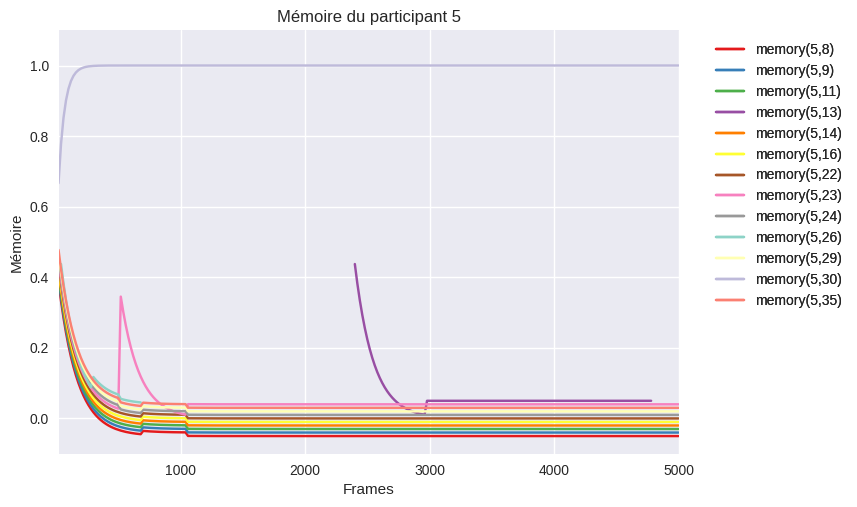 Mémoire du participant 5
Mémoire
1.0
0.8
0.6
0.4
0.2
0.0
1000
2000
3000
4000
5000
Frames
memory(5,8)
memory(5,9)
memory(5,11)
memory(5,13)
memory(5,14)
memory(5,16)
memory(5,22)
memory(5,23)
memory(5,24)
memory(5,26)
memory(5,29)
memory(5,30)
memory(5,35)